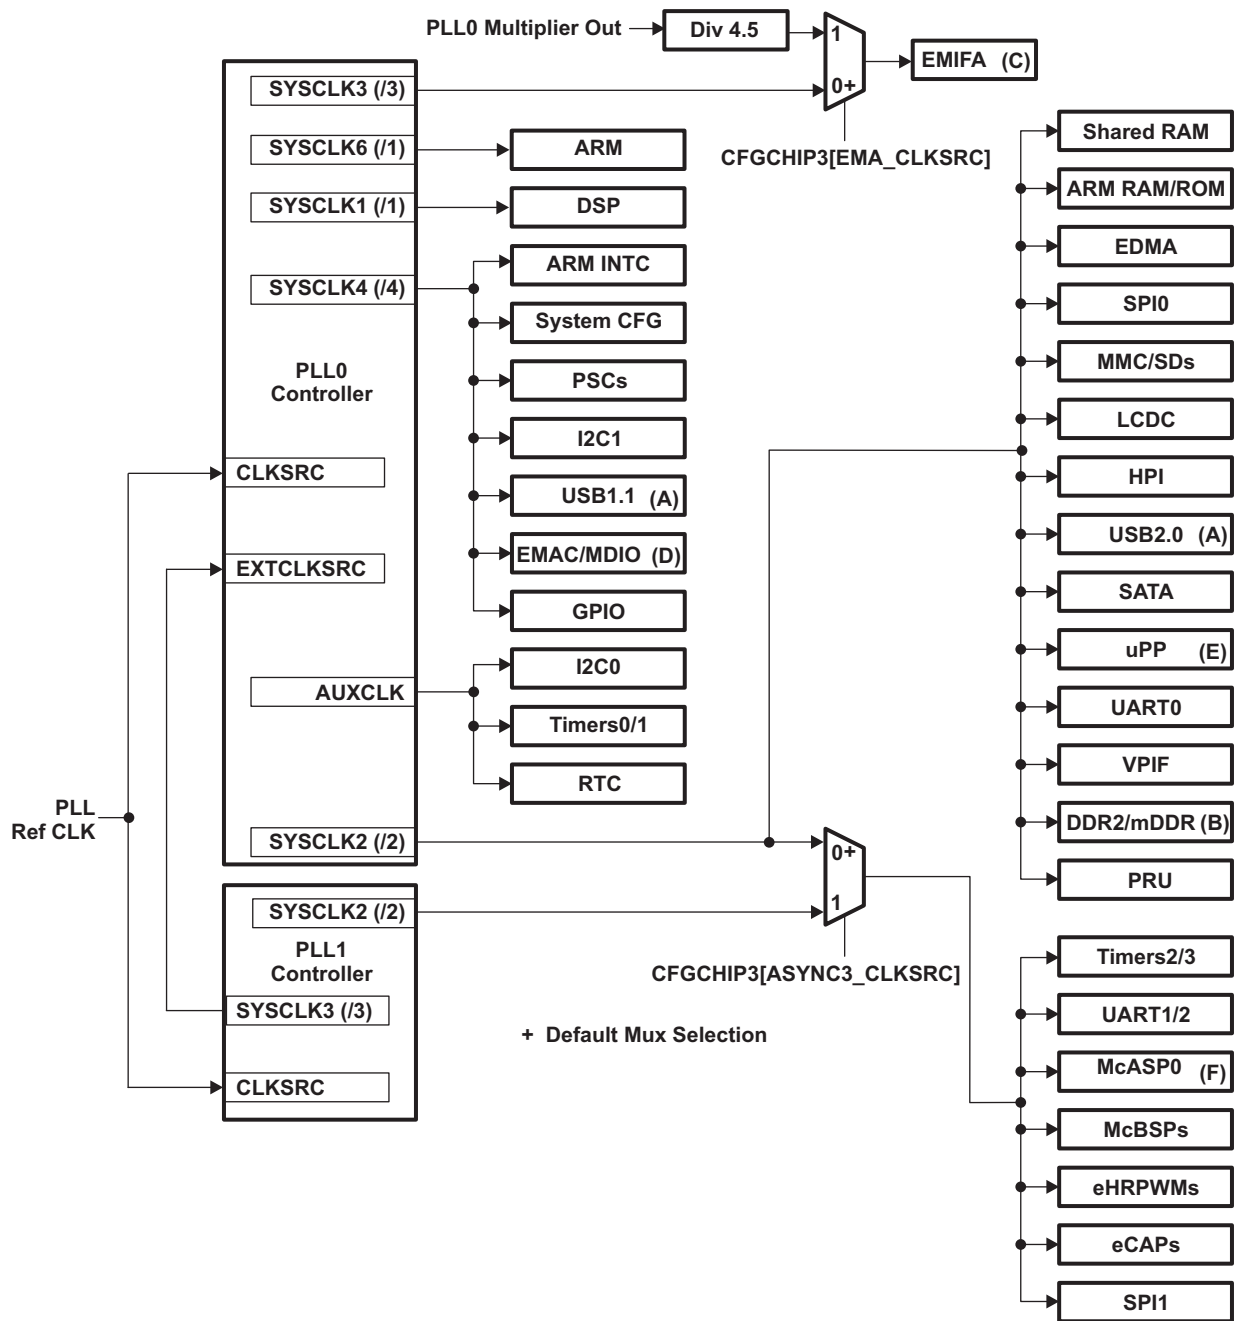 PLL0 Multiplier Out
Div 4.5
1
0+
EMIFA (C)
CFGCHIP3[EMA_CLKSRC]
SYSCLK3 (/3)
SYSCLK6 (/1)
ARM
SYSCLK1 (/1)
DSP
SYSCLK4 (/4)
ARM INTC
System CFG
PSCs
I2C1
USB1.1 (A)
EMAC/MDIO (D)
GPIO
PLL0
Controller
CLKSRC
EXTCLKSRC
AUXCLK
I2C0
Timers0/1
RTC
PLL
Ref CLK
SYSCLK2 (/2)
0+
1
SYSCLK2 (/2)
PLL1
Controller
CFGCHIP3[ASYNC3_CLKSRC]
SYSCLK3 (/3)
+ Default Mux Selection
CLKSRC
Shared RAM
ARM RAM/ROM
EDMA
SPI0
MMC/SDs
LCDC
HPI
USB2.0 (A)
SATA
uPP (E)
UART0
VPIF
DDR2/mDDR (B)
PRU
Timers2/3
UART1/2
McASP0 (F)
McBSPs
eHRPWMs
eCAPs
SPI1